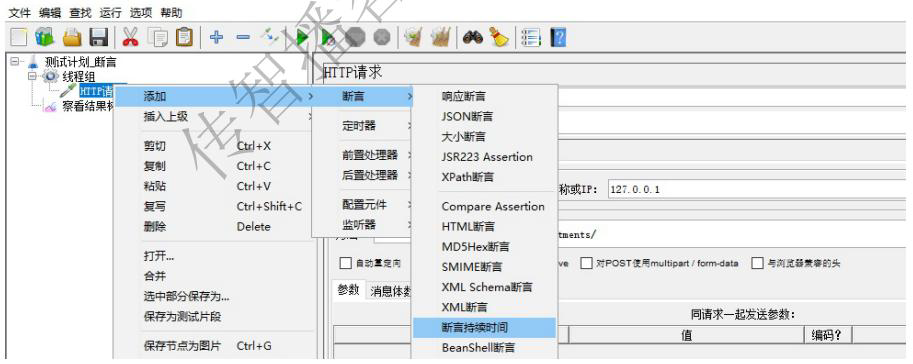 文件 编辑 查找 运行 选项 帮助
测试计划_断言
线程组
HTTP请
察看结果树
HTTP请求
添加
插入上级
剪切 Ctrl+X
复制 Ctrl+C
粘贴 Ctrl+V
复写 Ctrl+Shift+C
删除 Delete
打开...
合并
选中部分保存为...
保存为测试片段
保存节点为图片 Ctrl+G
断言
定时器
前置处理器
后置处理器
配置元件
监听器
响应断言
JSON断言
大小断言
JSR223 Assertion
XPath断言
Compare Assertion
HTML断言
MD5Hex断言
SMIME断言
XML Schema断言
XML断言
断言持续时间
BeanShell断言
称或IP: 127.0.0.1
tments/
自动重定向
ve 对POST使用multipart / form-data 与浏览器兼容的头
参数 消息体数
同请求一起发送参数:
值 编码?
传智播客